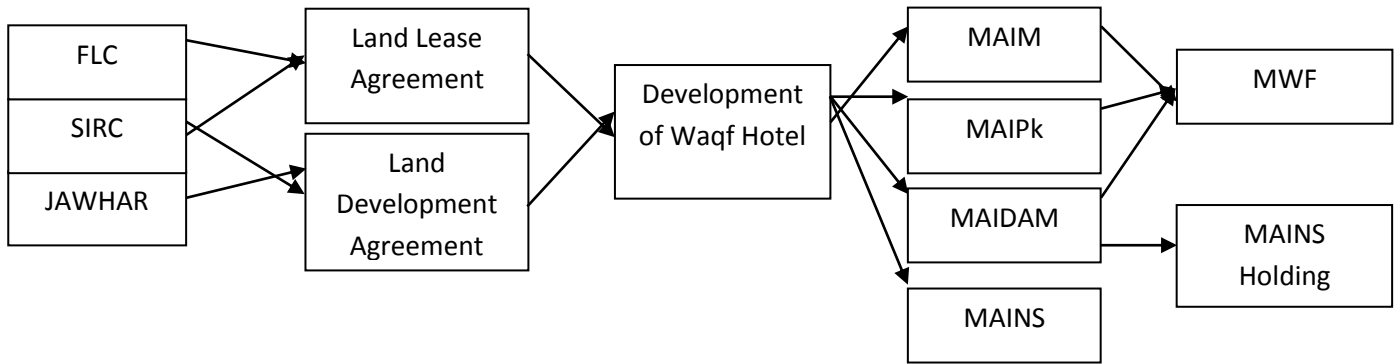 FLC
SIRC
JAWHAR
Land Lease
Agreement
Land
Development
Agreement
Development
of Waqf Hotel
MAIM
MAIPk
MAIDAM
MAINS
MWF
MAINS
Holding